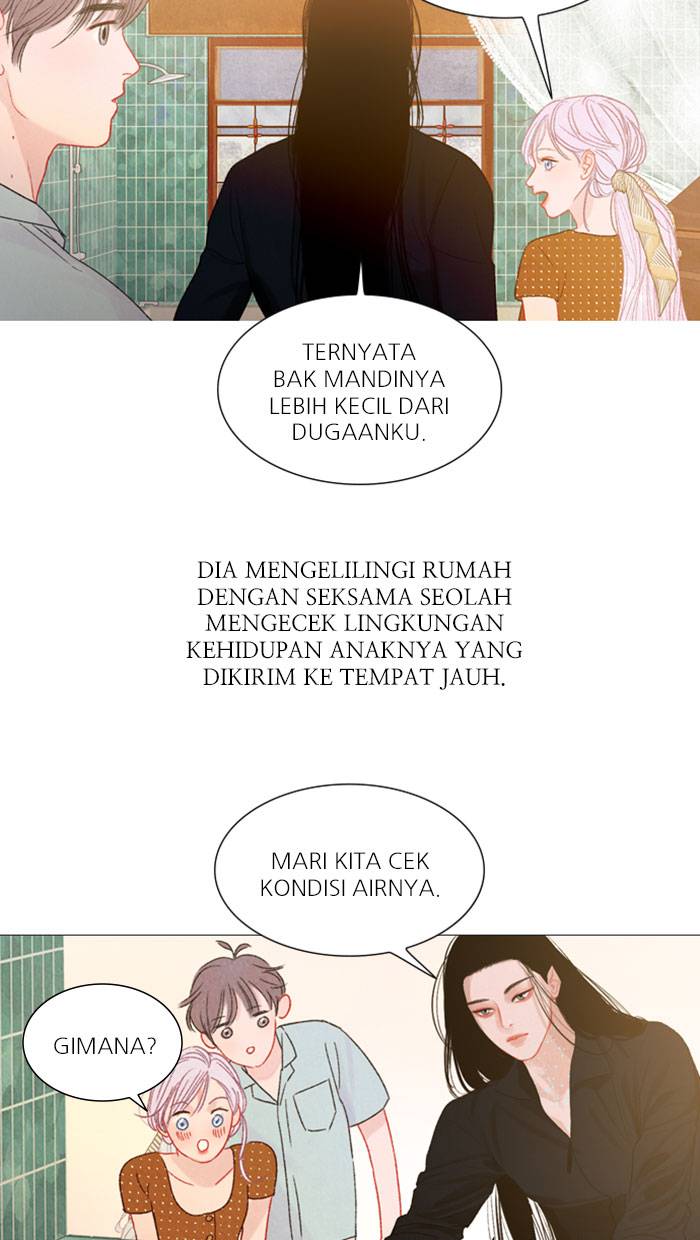 TERNYATA
BAK MANDINYA
LEBIH KECIL DARI
DUGAANKU.
DIA MENGELILINGI RUMAH
DENGAN SEKSAMA SEOLAH
MENGECEK LINGKUNGAN
KEHIDUPAN ANAKNYA YANG
DIKIRIM KE TEMPAT JAUH.
MARI KITA CEK
KONDISI AIRNYA.
GIMANA?